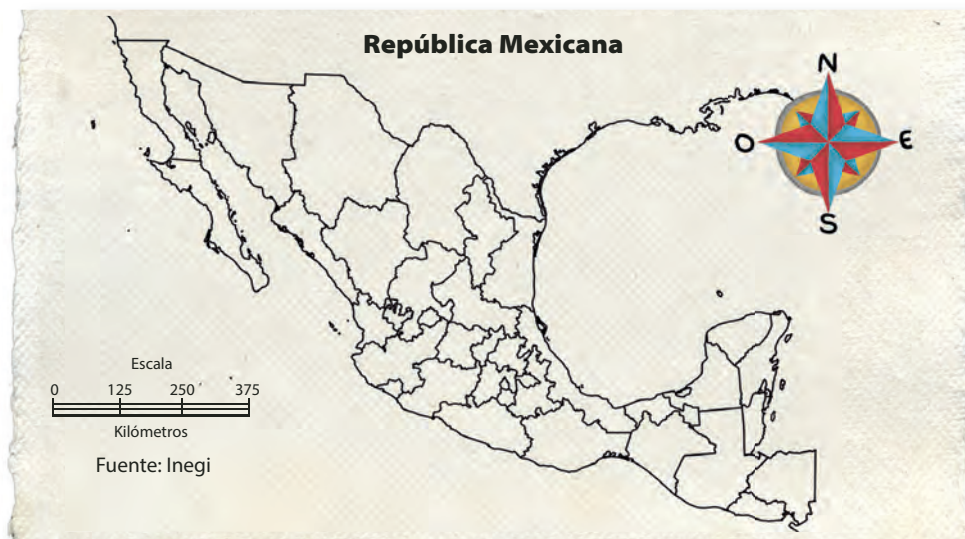 República Mexicana
N
O
E
S
Escala
0 125 250 375
Kilómetros
Fuente: Inegi